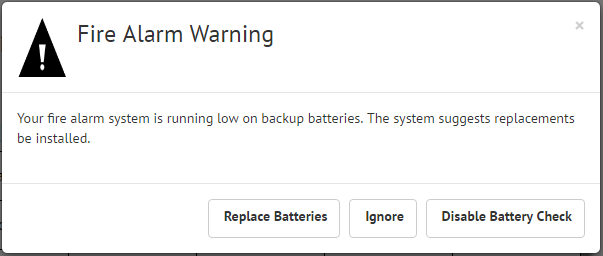 Fire Alarm Warning
×
Your fire alarm system is running low on backup batteries. The system suggests replacements
be installed.
Replace Batteries
Ignore
Disable Battery Check